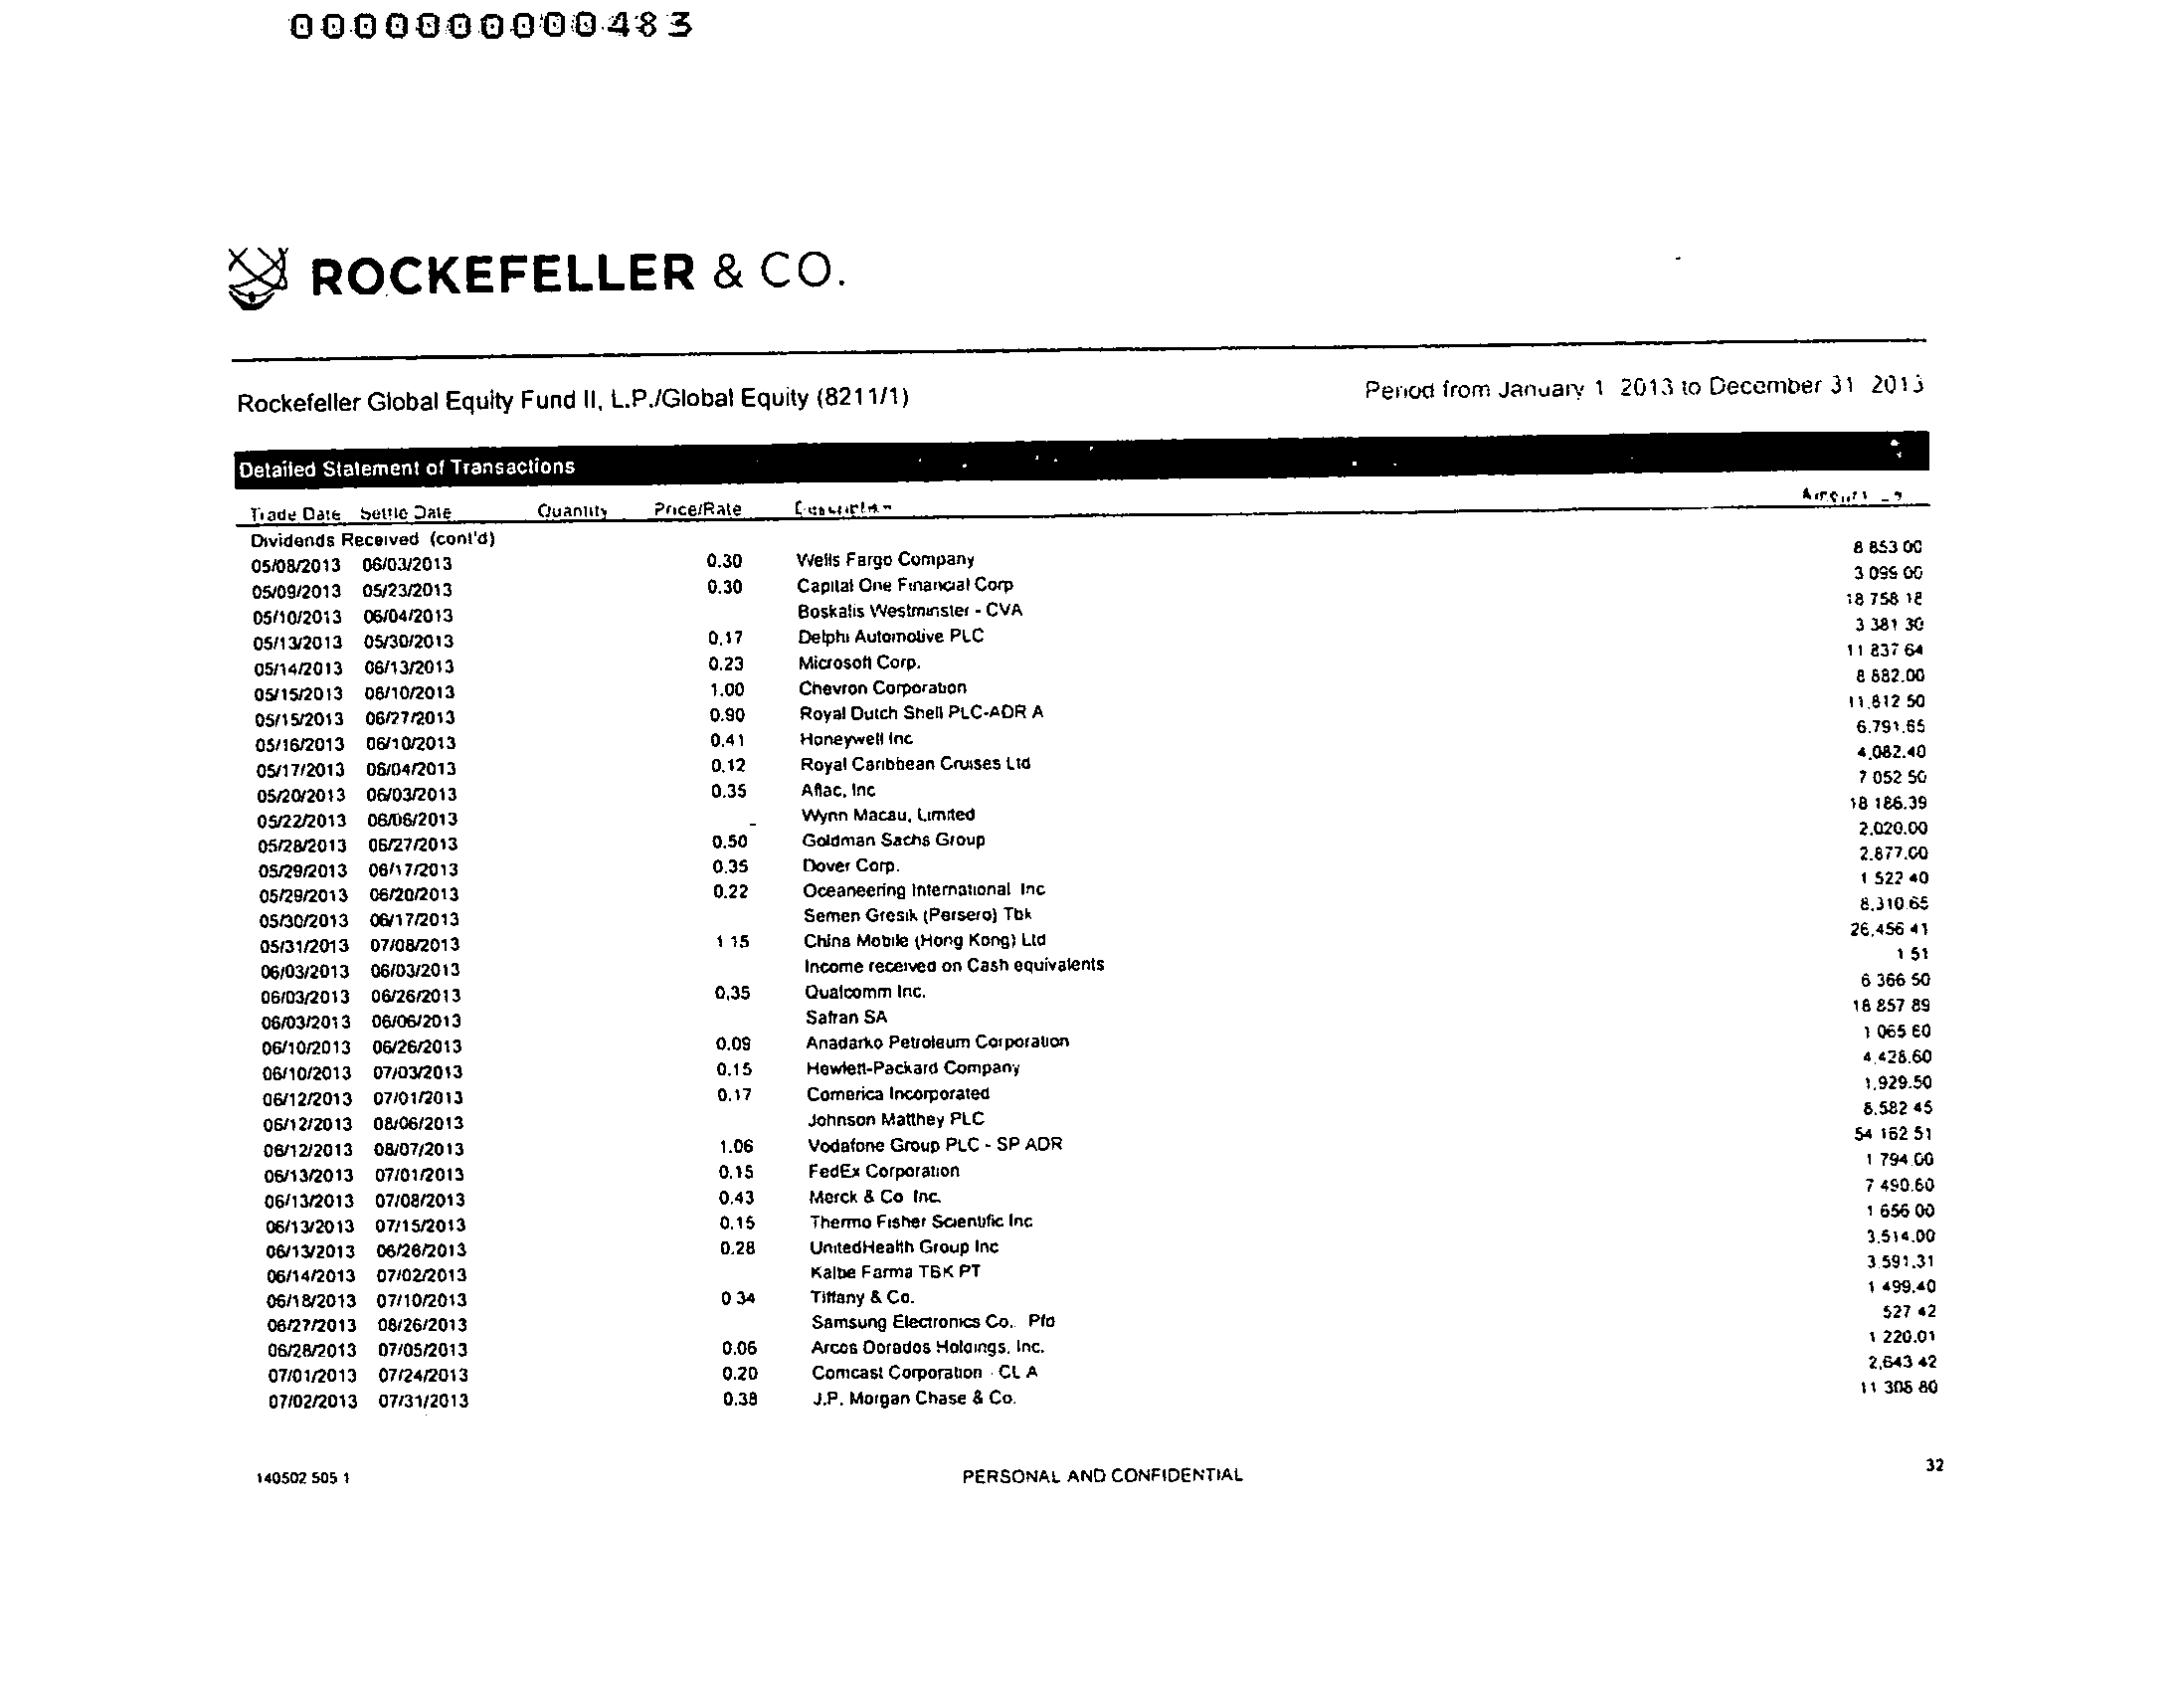 0000000000483
ROCKEFELLER & CO.
Rockefeller Global Equity Fund II, L.P./Global Equity (8211/1) Period from January 1 2013 to December 31 2013
Detailed Statement of Transactions
Trade Date Settle Date Quantity Price/Rate
Dividends Received (cont'd)
05/08/2013 06/03/2013 0.30 Wells Fargo Company 8 853 00
05/09/2013 05/23/2013 0.30 Capital One Financial Corp 3 099 00
05/10/2013 06/04/2013 Boskalis Westminster - CVA 18 758 18
05/13/2013 05/30/2013 0.17 Delphi Automotive PLC 3 381 30
05/14/2013 06/13/2013 0.23 Microsoft Corp. 11 837 64
05/15/2013 06/10/2013 1.00 Chevron Corporation 8 882.00
05/15/2013 06/27/2013 0.90 Royal Dutch Shell PLC-ADR A 11,812 50
05/16/2013 06/10/2013 0.41 Honeywell Inc 6.791.65
05/17/2013 06/04/2013 0.12 Royal Caribbean Cruises Ltd 4,082.40
05/20/2013 06/03/2013 0.35 Aflac, Inc 7 052 50
05/22/2013 06/06/2013 Wynn Macau, Limited 18 186.39
05/28/2013 06/27/2013 0.50 Goldman Sachs Group 2.020.00
05/29/2013 06/17/2013 0.35 Dover Corp. 2.877.00
05/29/2013 06/20/2013 0.22 Oceaneering International Inc 1 522 40
05/30/2013 06/17/2013 Semen Gresik (Persero) Tbk 8,310.65
05/31/2013 07/08/2013 1 15 China Mobile (Hong Kong) Ltd 26,456 41
06/03/2013 06/03/2013 Income received on Cash equivalents 1 51
06/03/2013 06/26/2013 0,35 Qualcomm Inc. 6 366 50
06/03/2013 06/06/2013 Safran SA 18 857 89
06/10/2013 06/26/2013 0.09 Anadarko Petroleum Corporation 1 065 60
06/10/2013 07/03/2013 0.15 Hewlett-Packard Company 4,428.60
06/12/2013 07/01/2013 0.17 Comerica Incorporated 1,929.50
06/12/2013 08/06/2013 Johnson Matthey PLC 6.582 45
06/12/2013 08/07/2013 1.06 Vodafone Group PLC - SP ADR 54 162 51
06/13/2013 07/01/2013 0.15 FedEx Corporation 1 794.00
06/13/2013 07/08/2013 0.43 Merck & Co Inc. 7 490.60
06/13/2013 07/15/2013 0.15 Thermo Fisher Scientific Inc 1 656 00
06/13/2013 06/26/2013 0.28 UnitedHealth Group Inc 3.514.00
06/14/2013 07/02/2013 Kalbe Farma TBK PT 3 591.31
06/18/2013 07/10/2013 0 34 Tiffany & Co. 1 499.40
06/27/2013 08/26/2013 Samsung Electronics Co., Pfd 527 42
06/28/2013 07/05/2013 0.06 Arcos Dorados Holdings, Inc. 1 220.01
07/01/2013 07/24/2013 0.20 Comcast Corporation - CL A 2,643 42
07/02/2013 07/31/2013 0.38 J.P. Morgan Chase & Co. 11 308 80
140502 505 1 PERSONAL AND CONFIDENTIAL 32